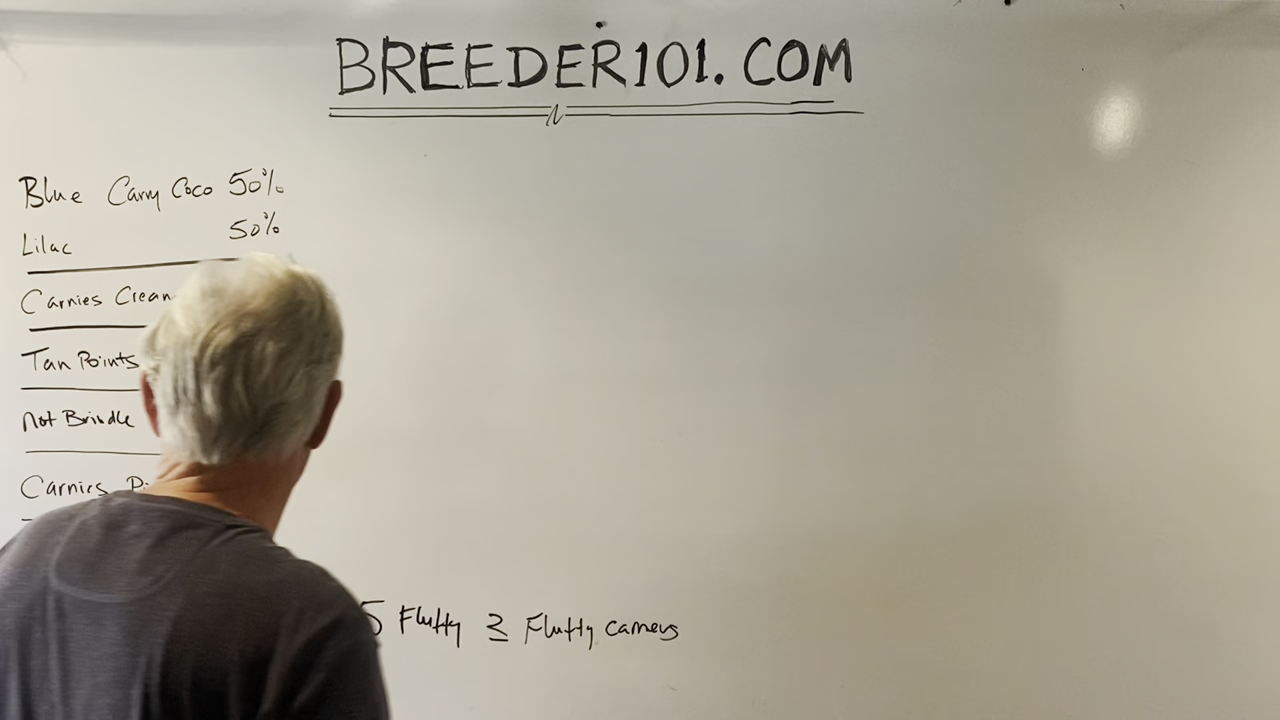 BREEDER101.COM
Blue Carry Coco 50%
Lilac 50%
Carries Cream
Tan Points
Not Brindle
Carries
5 Fluffy 3 Fluffy carriers